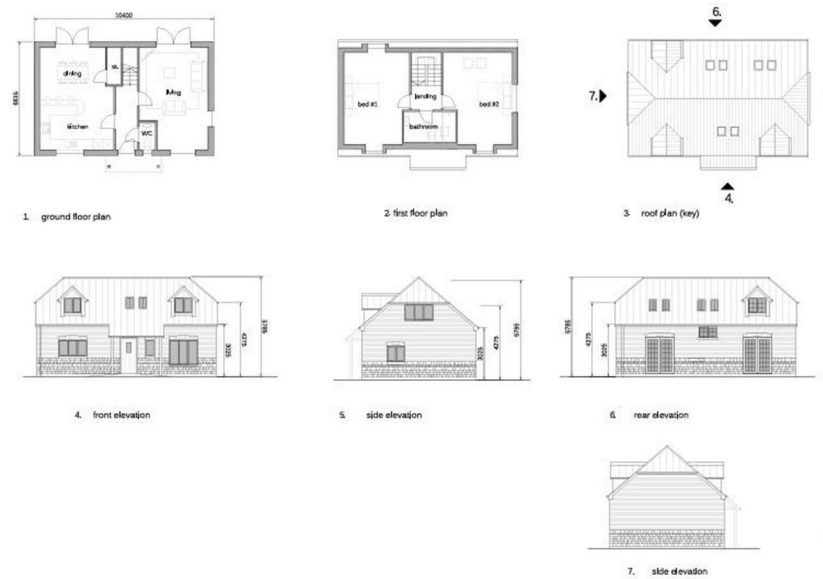 10400
6835
dining
st.
living
kitchen
WC
1. ground floor plan
bed #1
landing
bed #2
bathroom
2. first floor plan
6.
7.
4.
3. roof plan (key)
3025
4275
5785
4. front elevation
3025
4275
5785
5. side elevation
5785
4275
3025
6. rear elevation
7. side elevation